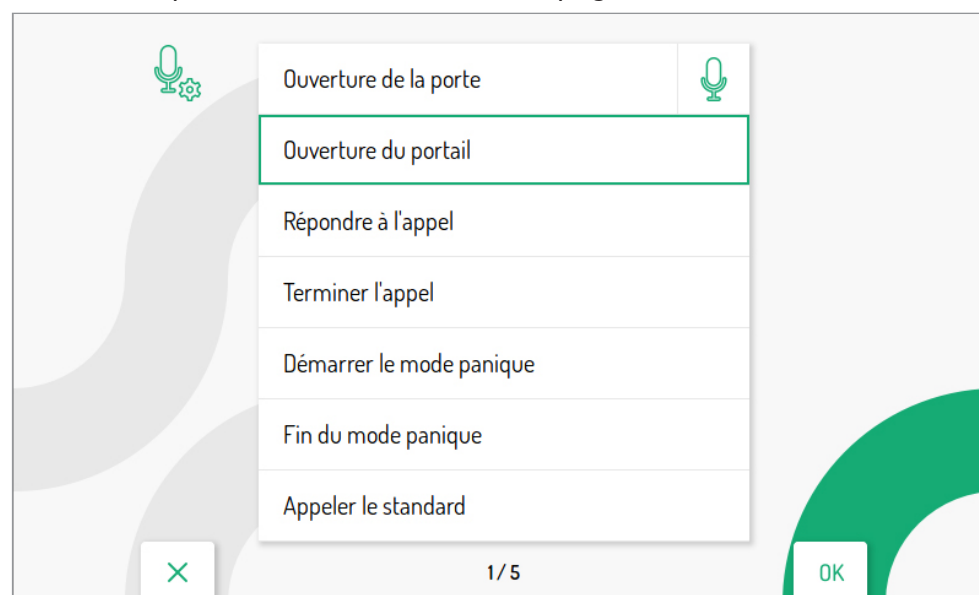 Ouverture de la porte
Ouverture du portail
Répondre à l'appel
Terminer l'appel
Démarrer le mode panique
Fin du mode panique
Appeler le standard
1/5
OK